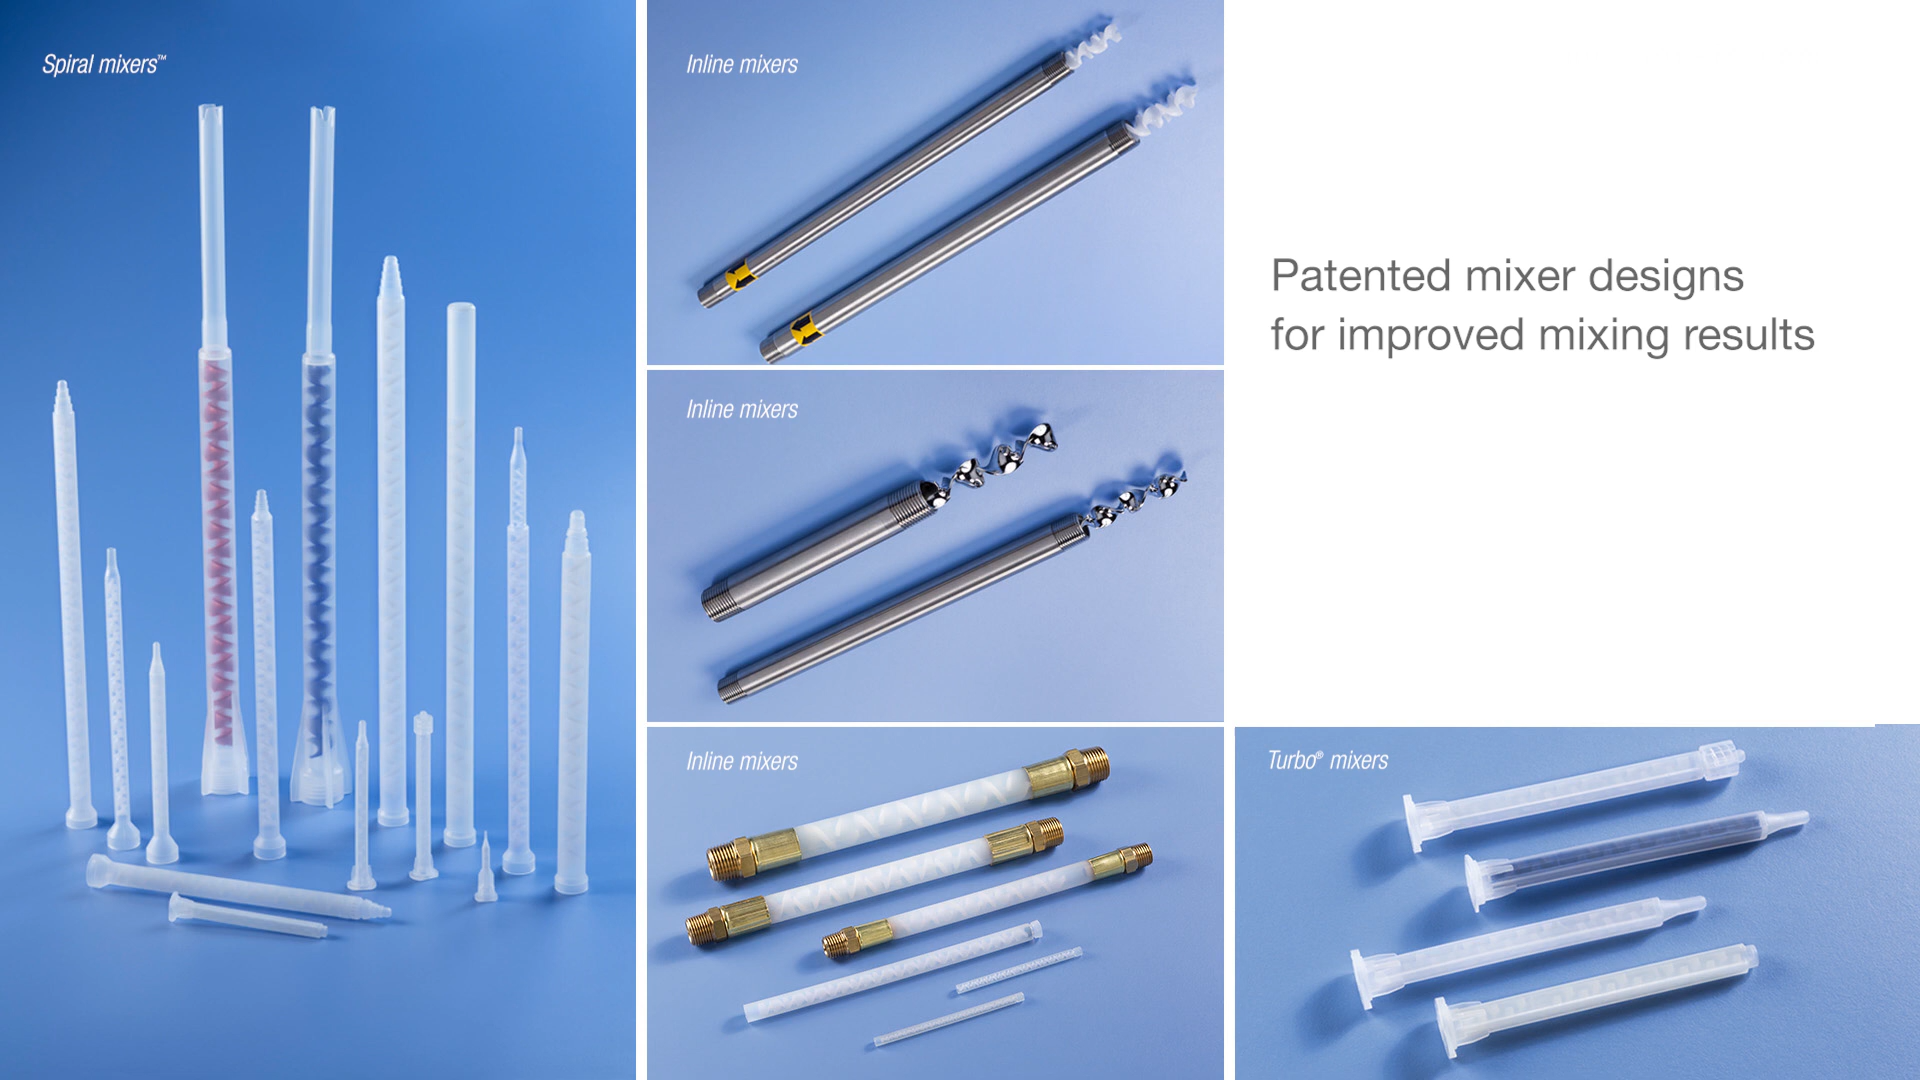 Spiral mixers™
Inline mixers
Inline mixers
Inline mixers
Patented mixer designs
for improved mixing results
Turbo® mixers